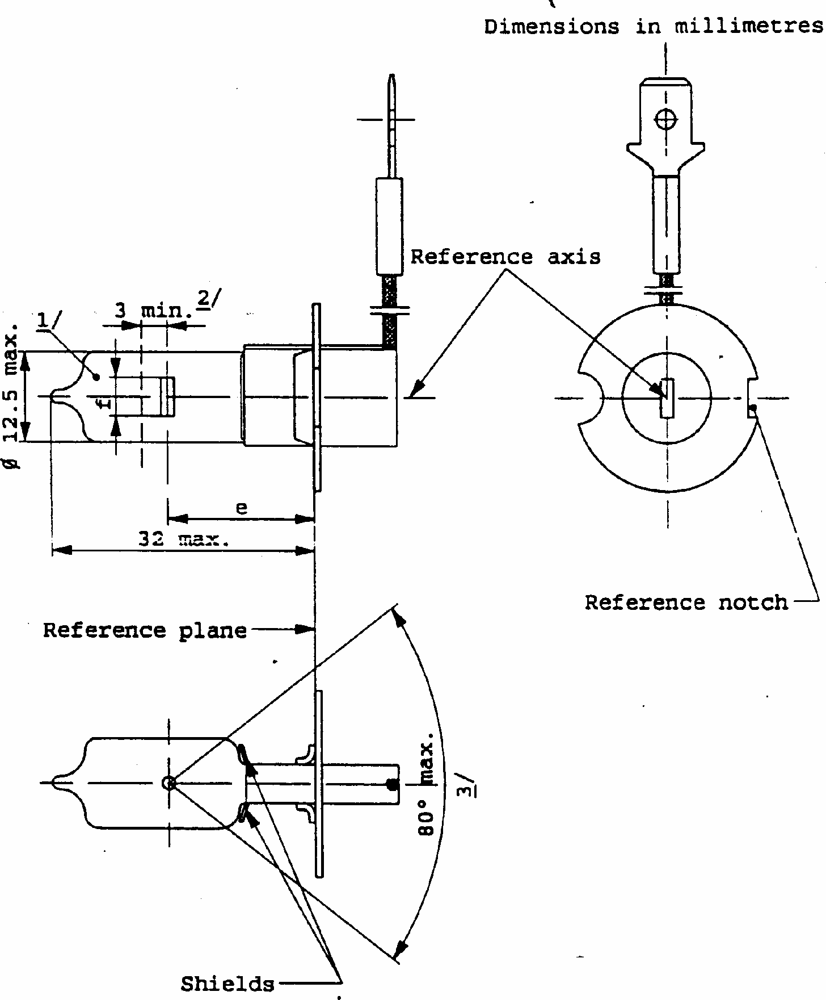 Dimensions in millimetres
Reference axis
3 min. 2/
1/
Ø 12.5 max.
f
e
32 max.
Reference notch
Reference plane
80° max.
3/
Shields